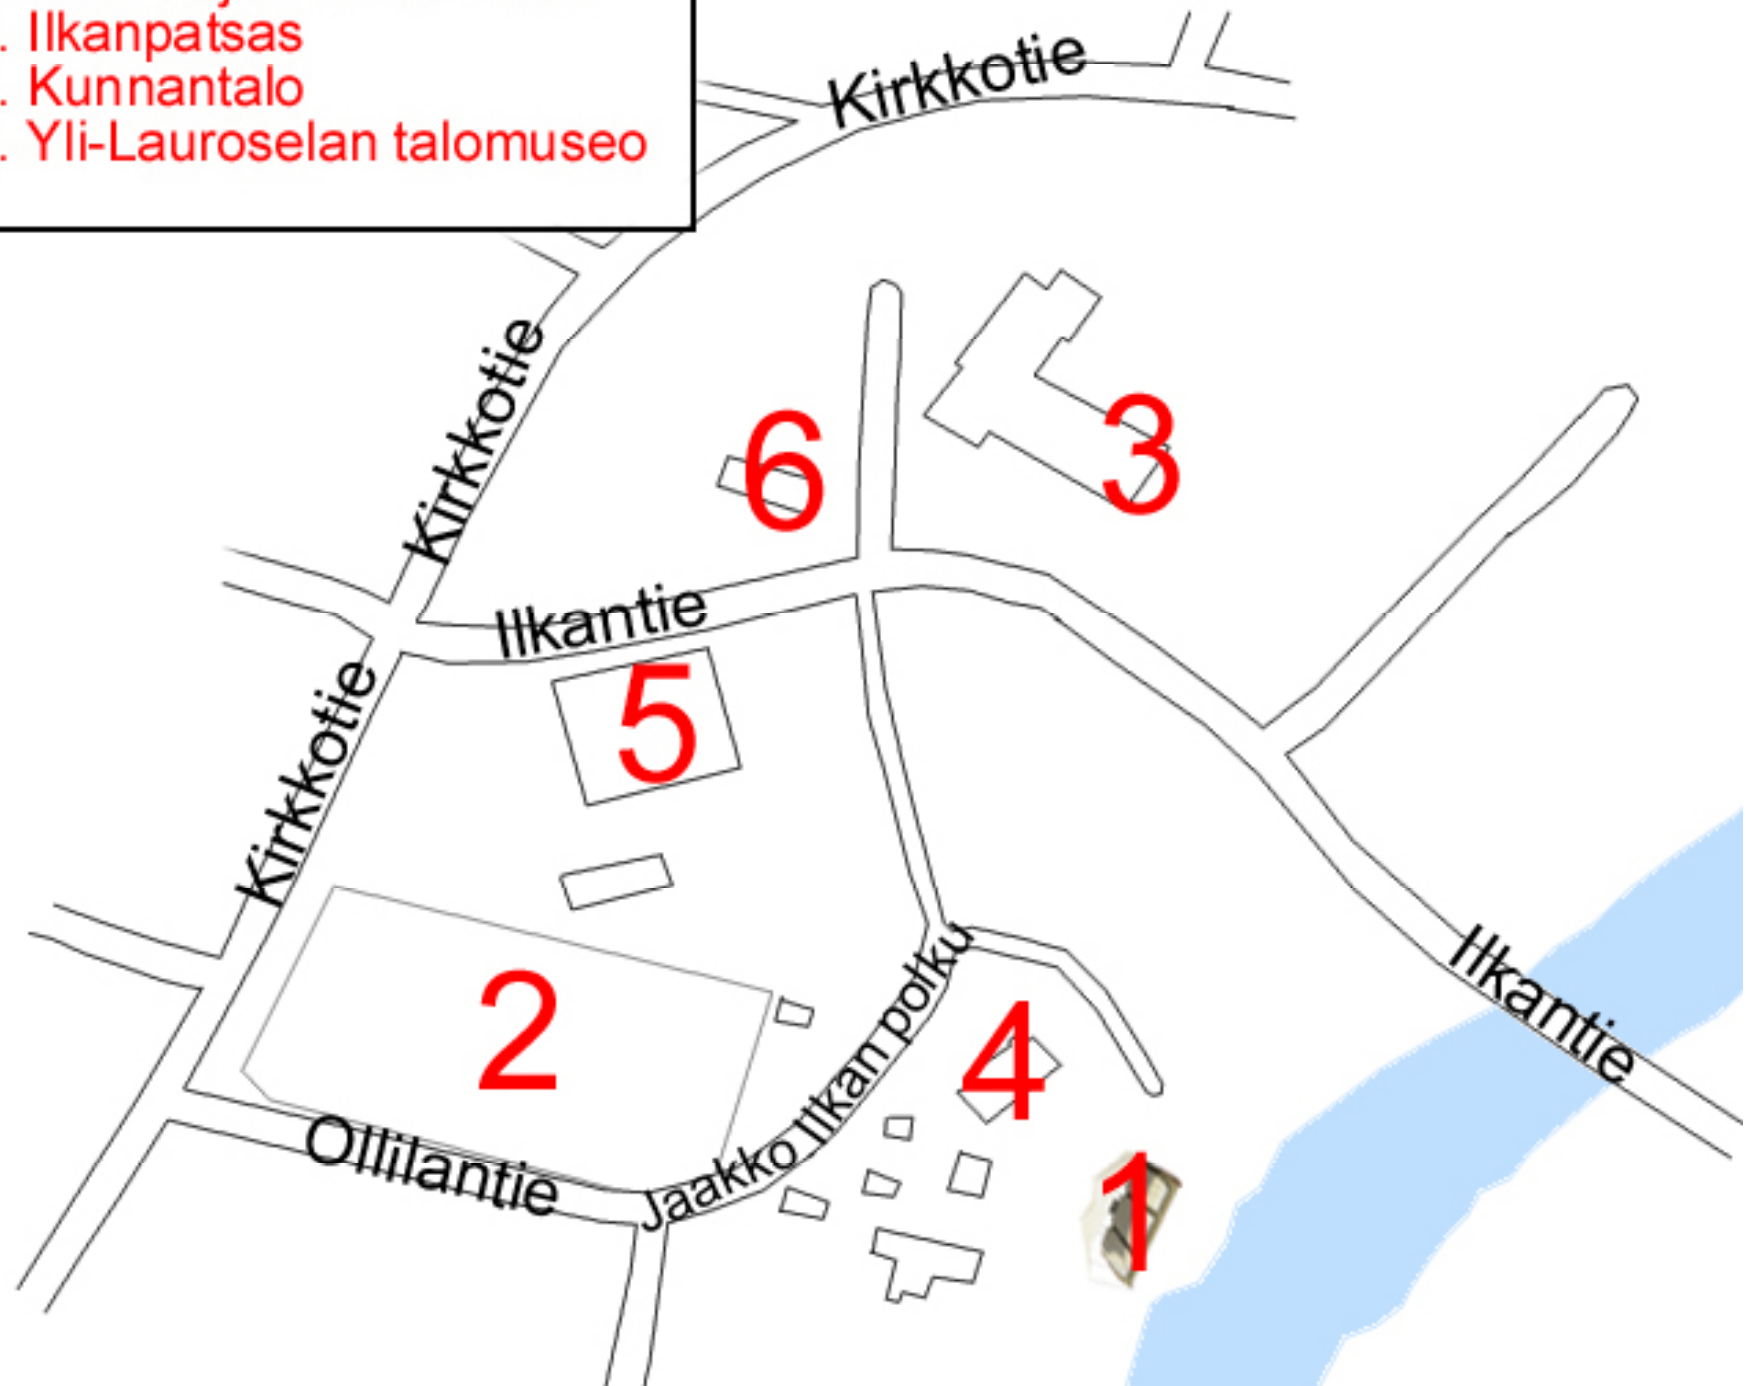 . Ilkanpatsas
. Kunnantalo
. Yli-Lauroselan talomuseo
Kirkkotie
Kirkkotie
3
6
Ilkantie
5
Kirkkotie
Ilkantie
2
Jaakko Ilkan polku
4
Ollilantie
1